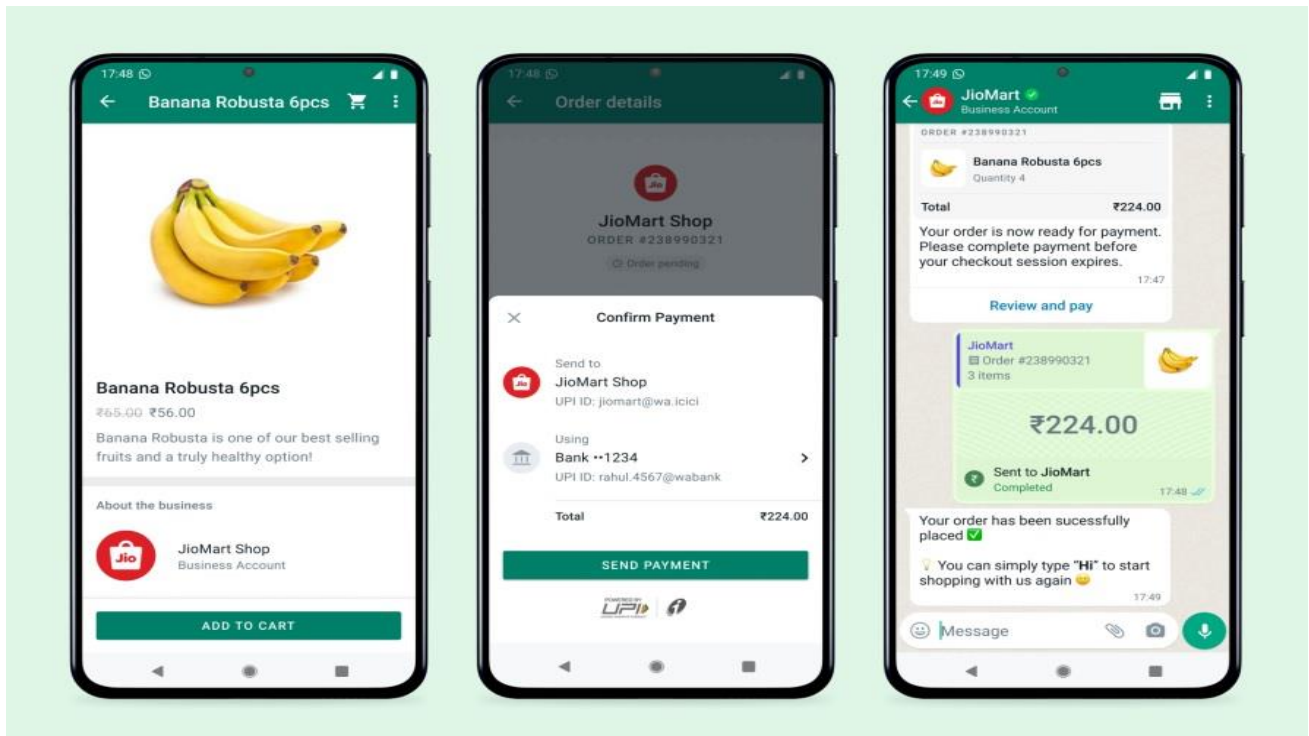 17:48
Banana Robusta 6pcs
Banana Robusta 6pcs
₹65.00 ₹56.00
Banana Robusta is one of our best selling
fruits and a truly healthy option!
About the business
Jio
JioMart Shop
Business Account
ADD TO CART
17:48
Order details
Jio
JioMart Shop
ORDER #238990321
Order pending
Confirm Payment
Send to
Jio
JioMart Shop
UPI ID: jiomart@wa.icici
Using
Bank ··1234
UPI ID: rahul.4567@wabank
Total ₹224.00
SEND PAYMENT
POWERED BY
UPI
17:49
JioMart
Business Account
ORDER #238990321
Banana Robusta 6pcs
Quantity 4
Total ₹224.00
Your order is now ready for payment.
Please complete payment before
your checkout session expires.
17:47
Review and pay
JioMart
Order #238990321
3 items
₹224.00
₹ Sent to JioMart
Completed
17:48
Your order has been sucessfully
placed ✅
💡 You can simply type "Hi" to start
shopping with us again 😀
17:49
Message